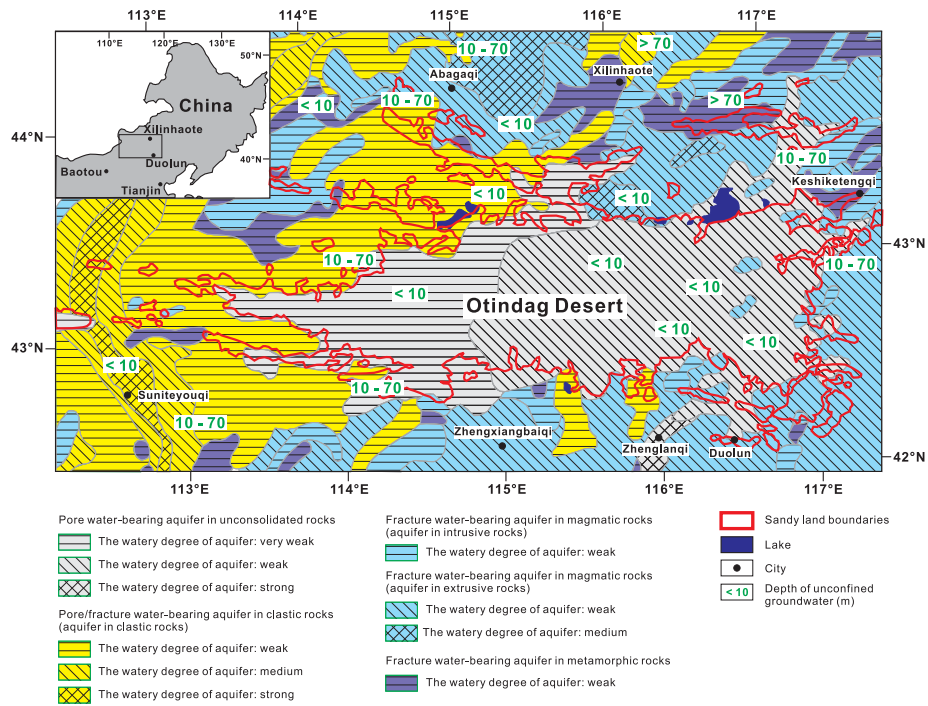 113°E 114°E 115°E 116°E 117°E
110°E 120°E 130°E
50°N
40°N
China
Xilinhaote
Duolun
Baotou
Tianjin
44°N
43°N
43°N
42°N
10 - 70
> 70
Abagaqi
Xilinhaote
< 10
10 - 70
> 70
< 10
10 - 70
Keshiketengqi
< 10
< 10
10 - 70
< 10
10 - 70
< 10
< 10
Otindag Desert
< 10
< 10
< 10
10 - 70
Suniteyouqi
10 - 70
Zhengxiangbaiqi
Zhenglanqi
Duolun
113°E 114°E 115°E 116°E 117°E
Pore water-bearing aquifer in unconsolidated rocks
The watery degree of aquifer: very weak
The watery degree of aquifer: weak
The watery degree of aquifer: strong
Pore/fracture water-bearing aquifer in clastic rocks
(aquifer in clastic rocks)
The watery degree of aquifer: weak
The watery degree of aquifer: medium
The watery degree of aquifer: strong
Fracture water-bearing aquifer in magmatic rocks
(aquifer in intrusive rocks)
The watery degree of aquifer: weak
Fracture water-bearing aquifer in magmatic rocks
(aquifer in extrusive rocks)
The watery degree of aquifer: weak
The watery degree of aquifer: medium
Fracture water-bearing aquifer in metamorphic rocks
The watery degree of aquifer: weak
Sandy land boundaries
Lake
City
< 10
Depth of unconfined
groundwater (m)